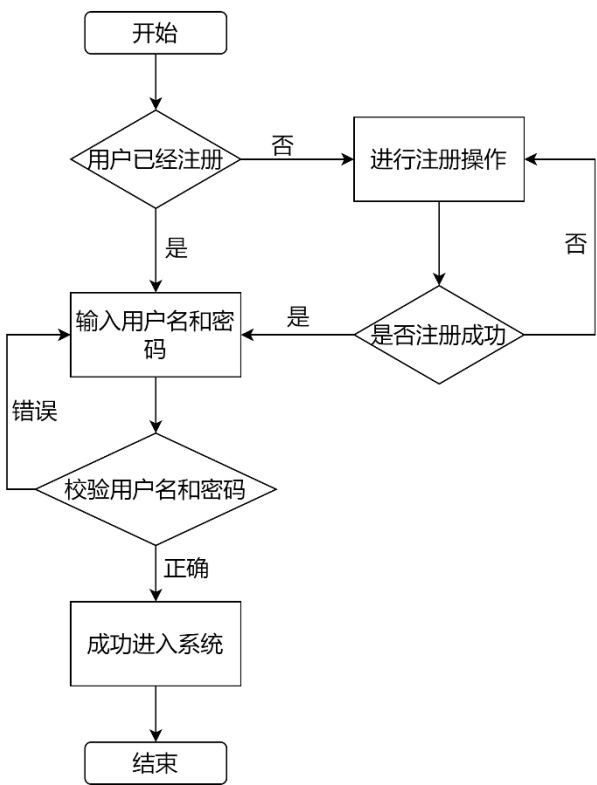 开始
用户已经注册
否
进行注册操作
是
否
输入用户名和密
码
是
是否注册成功
错误
校验用户名和密码
正确
成功进入系统
结束